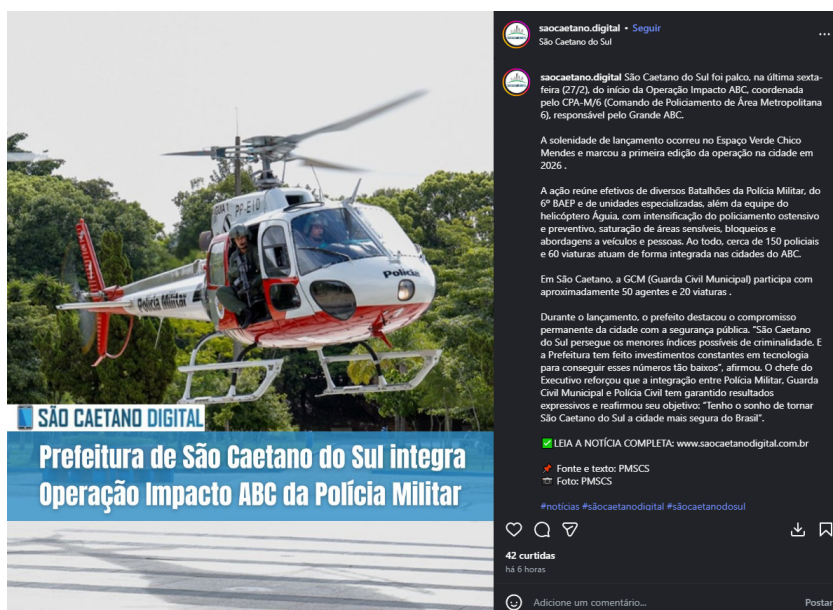 PP-EID
Polícia
Polícia Militar
SÃO CAETANO DIGITAL
Prefeitura de São Caetano do Sul integra
Operação Impacto ABC da Polícia Militar
saocaetano.digital • Seguir
São Caetano do Sul
saocaetano.digital São Caetano do Sul foi palco, na última sexta-
feira (27/2), do início da Operação Impacto ABC, coordenada
pelo CPA-M/6 (Comando de Policiamento de Área Metropolitana
6), responsável pelo Grande ABC.
A solenidade de lançamento ocorreu no Espaço Verde Chico
Mendes e marcou a primeira edição da operação na cidade em
2026 .
A ação reúne efetivos de diversos Batalhões da Polícia Militar, do
6º BAEP e de unidades especializadas, além da equipe do
helicóptero Águia, com intensificação do policiamento ostensivo
e preventivo, saturação de áreas sensíveis, bloqueios e
abordagens a veículos e pessoas. Ao todo, cerca de 150 policiais
e 60 viaturas atuam de forma integrada nas cidades do ABC.
Em São Caetano, a GCM (Guarda Civil Municipal) participa com
aproximadamente 50 agentes e 20 viaturas .
Durante o lançamento, o prefeito destacou o compromisso
permanente da cidade com a segurança pública. “São Caetano
do Sul persegue os menores índices possíveis de criminalidade. E
a Prefeitura tem feito investimentos constantes em tecnologia
para conseguir esses números tão baixos”, afirmou. O chefe do
Executivo reforçou que a integração entre Polícia Militar, Guarda
Civil Municipal e Polícia Civil tem garantido resultados
expressivos e reafirmou seu objetivo: “Tenho o sonho de tornar
São Caetano do Sul a cidade mais segura do Brasil”.
✅ LEIA A NOTÍCIA COMPLETA: www.saocaetanodigital.com.br
📌 Fonte e texto: PMSCS
📷 Foto: PMSCS
#notícias #sãocaetanodigital #sãocaetanodosul
42 curtidas
há 6 horas
Adicione um comentário...
Postar